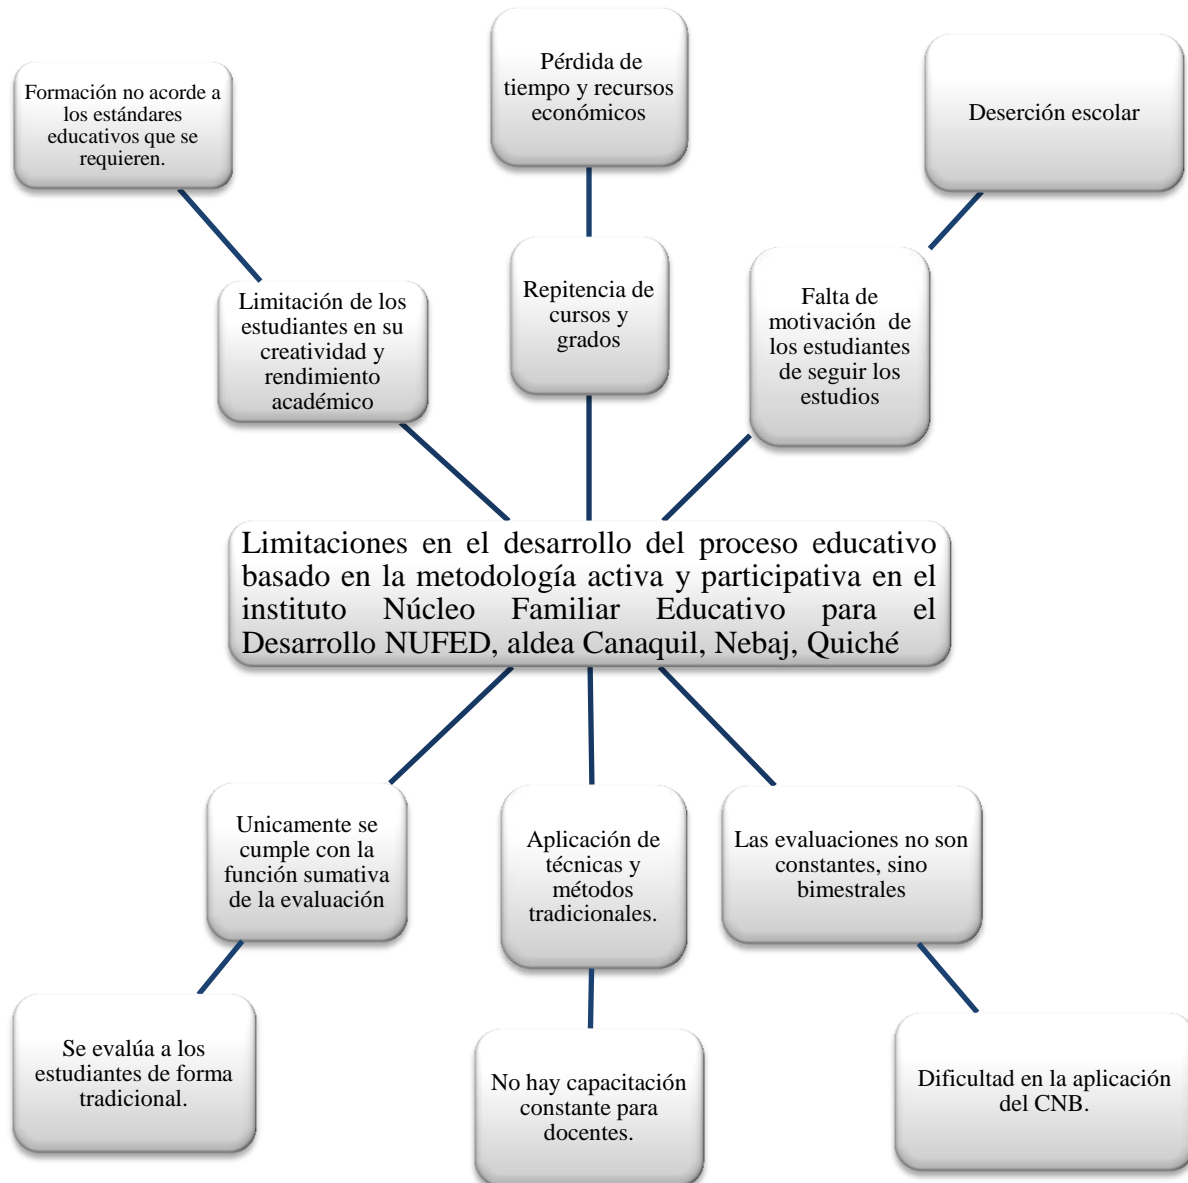 Pérdida de
tiempo y recursos
económicos
Formación no acorde a
los estándares
educativos que se
requieren.
Deserción escolar
Limitación de los
estudiantes en su
creatividad y
rendimiento
académico
Repitencia de
cursos y
grados
Falta de
motivación de
los estudiantes
de seguir los
estudios
Limitaciones en el desarrollo del proceso educativo
basado en la metodología activa y participativa en el
instituto Núcleo Familiar Educativo para el
Desarrollo NUFED, aldea Canaquil, Nebaj, Quiché
Unicamente se
cumple con la
función sumativa
de la evaluación
Aplicación de
técnicas y
métodos
tradicionales.
Las evaluaciones no son
constantes, sino
bimestrales
Se evalúa a los
estudiantes de forma
tradicional.
No hay capacitación
constante para
docentes.
Dificultad en la aplicación
del CNB.